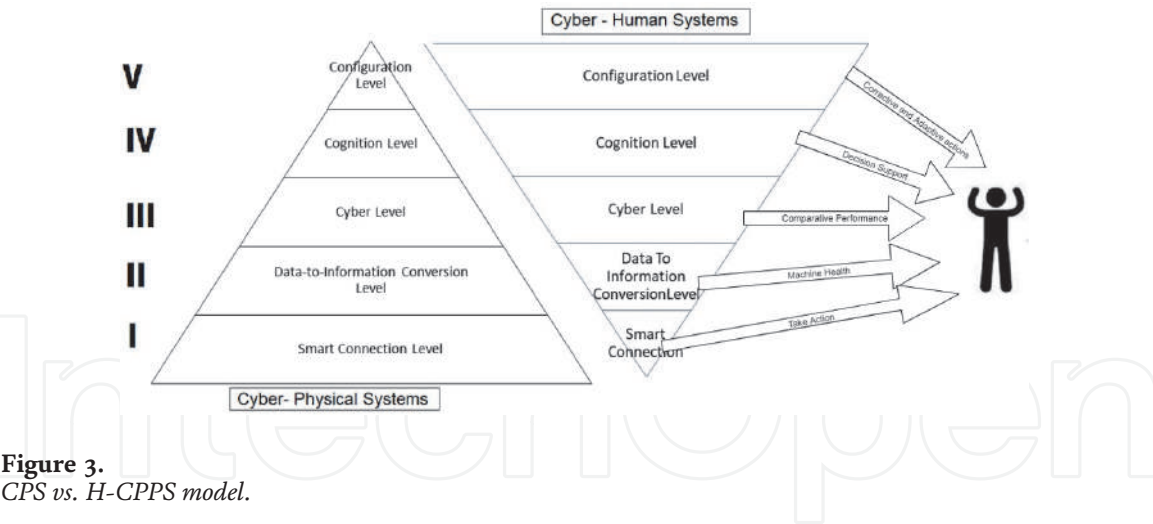 Cyber - Human Systems
V
Configuration
Level
Configuration Level
Corrective and Adaptive actions
IV
Cognition Level
Cognition Level
Decision Support
III
Cyber Level
Cyber Level
Comparative Performance
II
Data-to-Information Conversion
Level
Data To
Information
ConversionLevel
Machine Health
I
Smart Connection Level
Smart
Connection
Take Action
Cyber- Physical Systems
IntechOpen
Figure 3.
CPS vs. H-CPPS model.